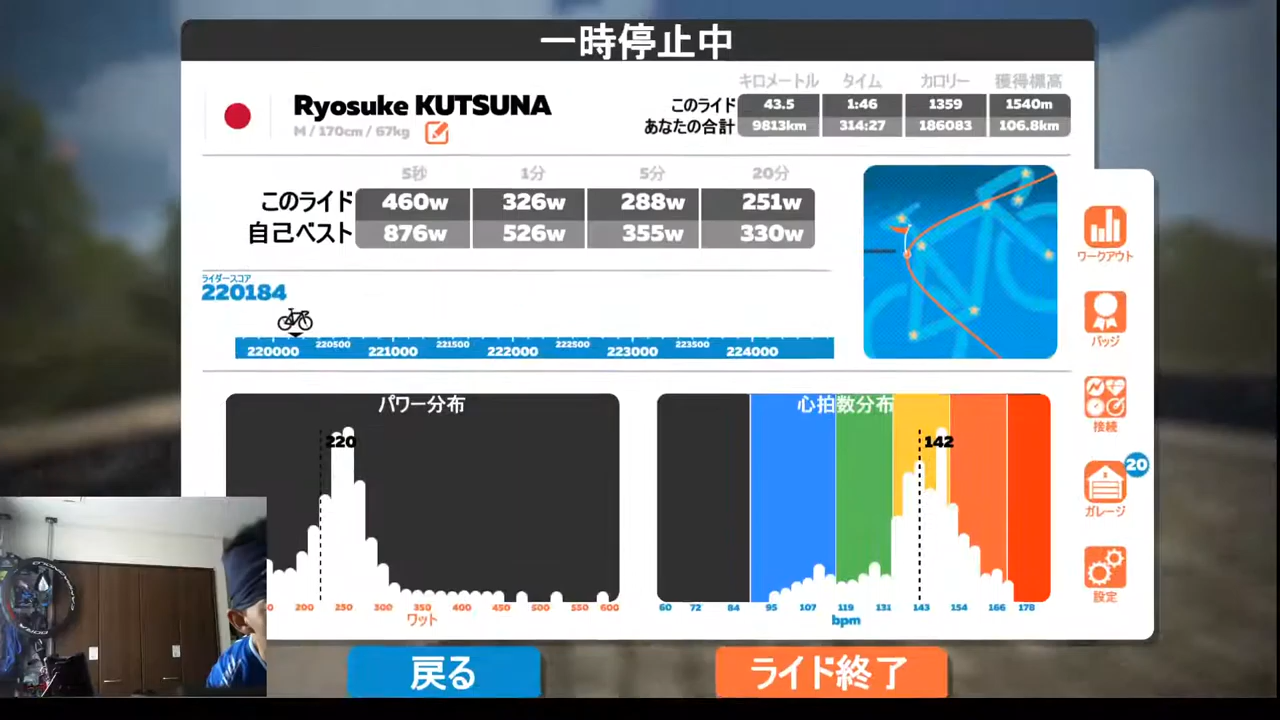 一時停止中
Ryosuke KUTSUNA
M / 170cm / 67kg
キロメートル タイム カロリー 獲得標高
このライド 43.5 1:46 1359 1540m
あなたの合計 9813km 314:27 186083 106.8km
5秒 1分 5分 20分
このライド 460w 326w 288w 251w
自己ベスト 876w 526w 355w 330w
ライダースコア
220184
220000 220500 221000 221500 222000 222500 223000 223500 224000
ワークアウト
バッジ
接続
20
ガレージ
設定
パワー分布
220
0 200 250 300 350 400 450 500 550 600
ワット
心拍数分布
142
60 72 84 95 107 119 131 143 154 166 178
bpm
戻る
ライド終了